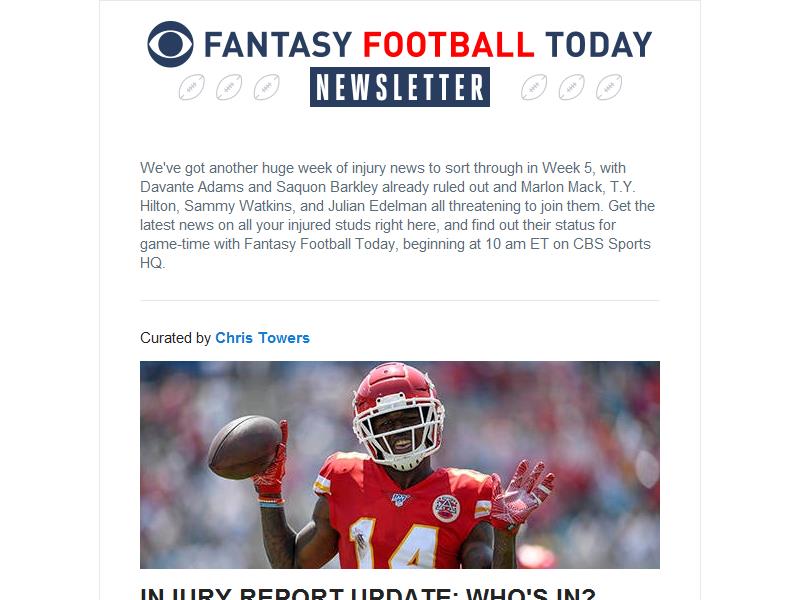 FANTASY FOOTBALL TODAY
NEWSLETTER
We've got another huge week of injury news to sort through in Week 5, with
Davante Adams and Saquon Barkley already ruled out and Marlon Mack, T.Y.
Hilton, Sammy Watkins, and Julian Edelman all threatening to join them. Get the
latest news on all your injured studs right here, and find out their status for
game-time with Fantasy Football Today, beginning at 10 am ET on CBS Sports
HQ.
Curated by Chris Towers
14
INJURY REPORT UPDATE: WHO'S IN?